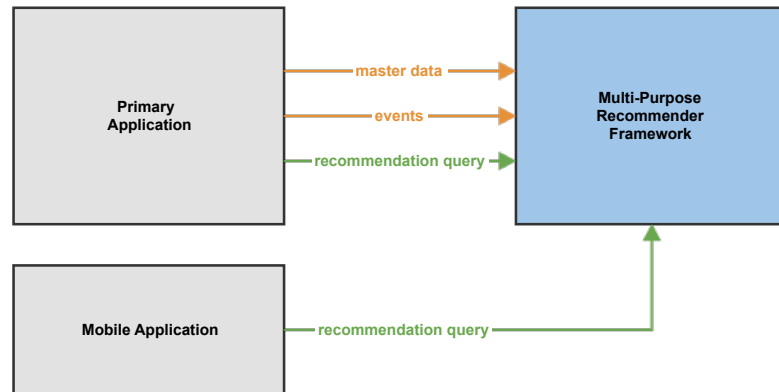 Primary
Application
master data
events
recommendation query
Multi-Purpose
Recommender
Framework
Mobile Application
recommendation query